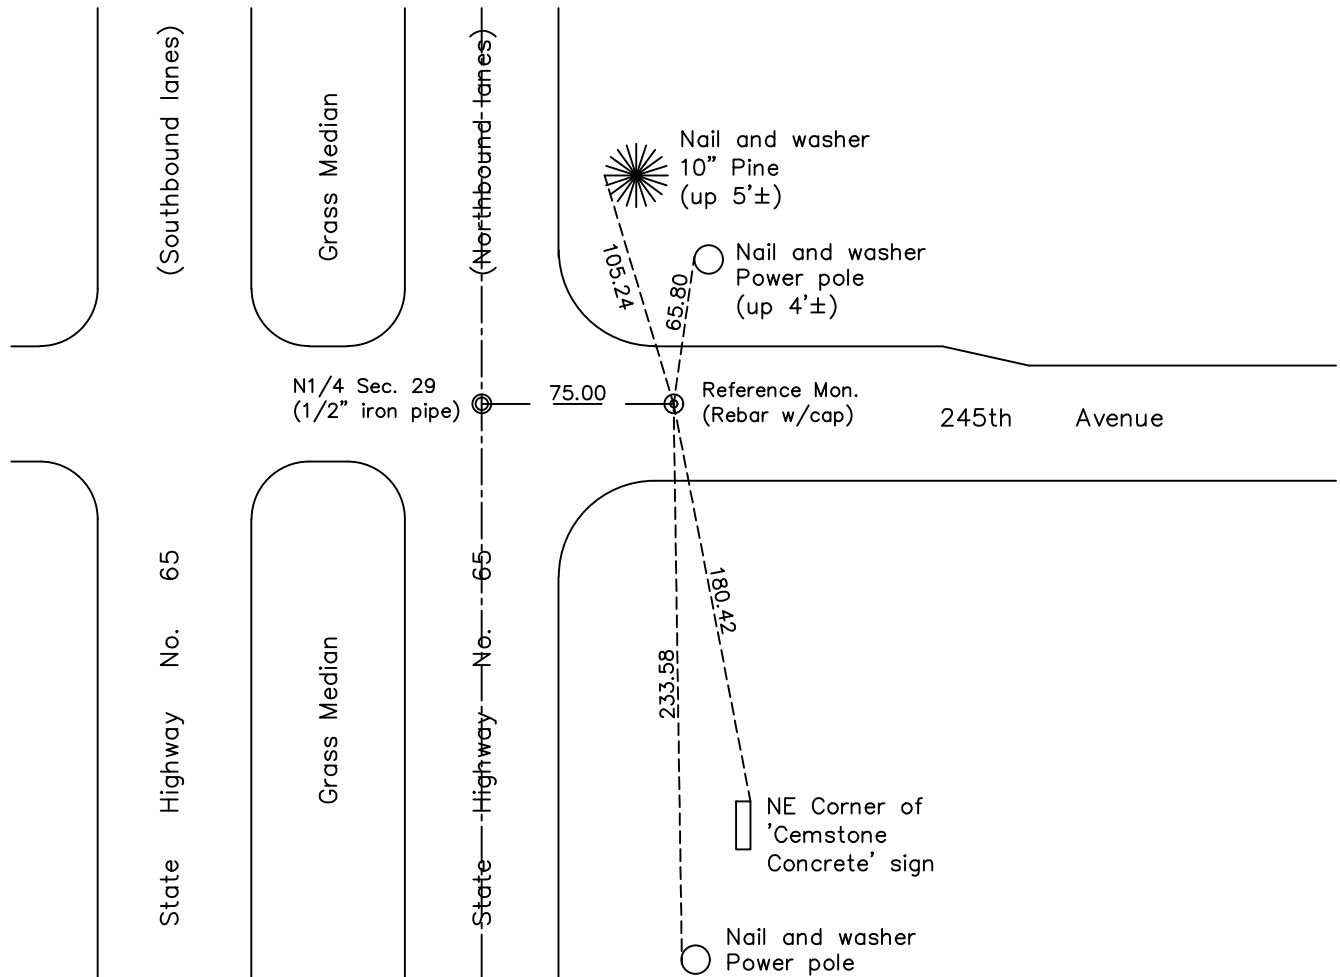 (Southbound lanes)
Grass Median
(Northbound lanes)
Nail and washer
10" Pine
(up 5'±)
105.24
65.80
Nail and washer
Power pole
(up 4'±)
N1/4 Sec. 29
(1/2" iron pipe)
75.00
Reference Mon.
(Rebar w/cap)
245th Avenue
State Highway No. 65
Grass Median
State Highway No. 65
233.58
180.42
NE Corner of
'Cemstone
Concrete' sign
Nail and washer
Power pole